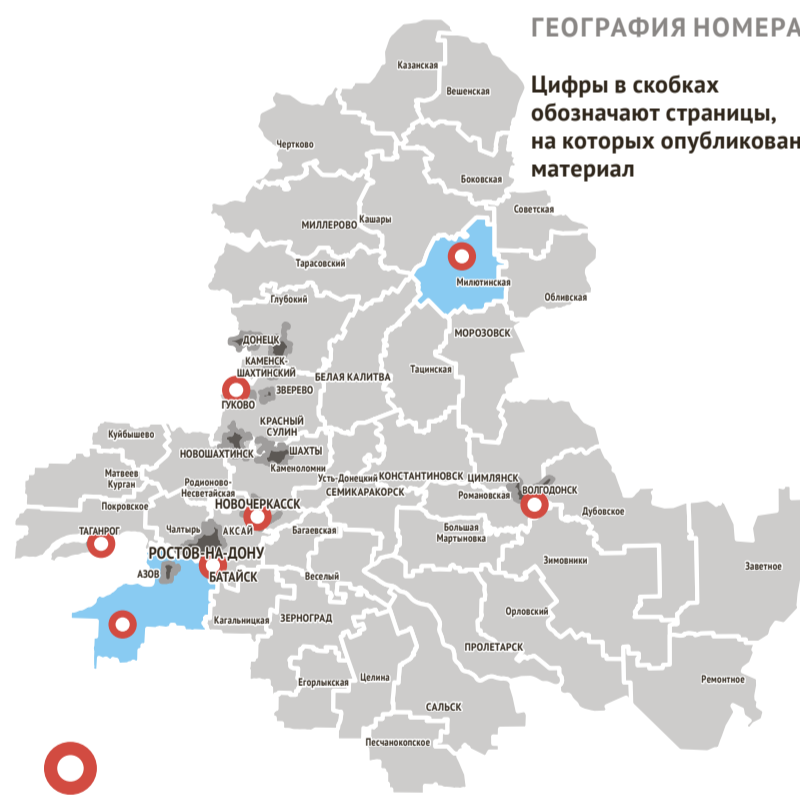 ГЕОГРАФИЯ НОМЕРА
Цифры в скобках
обозначают страницы,
на которых опубликован
материал
Казанская
Вешенская
Чертково
Боковская
Советская
Кашары
МИЛЛЕРОВО
Тарасовский
Милютинская
Обливская
Глубокий
МОРОЗОВСК
ДОНЕЦК
КАМЕНСК-
ШАХТИНСКИЙ
Тацинская
БЕЛАЯ КАЛИТВА
ЗВЕРЕВО
ГУКОВО
КРАСНЫЙ
СУЛИН
Куйбышево
НОВОШАХТИНСК
ШАХТЫ
Каменоломни
Матвеев
Курган
Усть-Донецкий
КОНСТАНТИНОВСК
ЦИМЛЯНСК
Родионово-
Несветайская
СЕМИКАРАКОРСК
Романовская
ВОЛГОДОНСК
Покровское
НОВОЧЕРКАССК
Дубовское
ТАГАНРОГ
Чалтырь
АКСАЙ
Багаевская
Большая
Мартыновка
РОСТОВ-НА-ДОНУ
Зимовники
Заветное
АЗОВ
БАТАЙСК
Веселый
Орловский
Кагальницкая
ЗЕРНОГРАД
ПРОЛЕТАРСК
Егорлыкская
Целина
Ремонтное
САЛЬСК
Песчанокопское